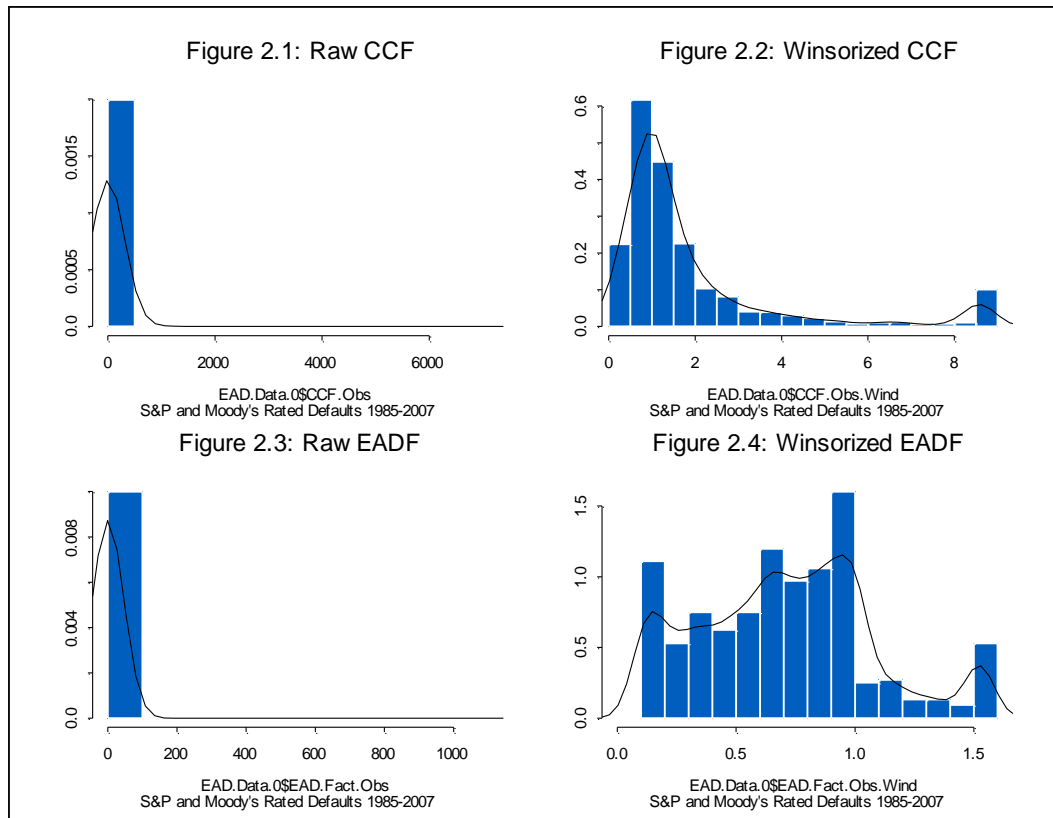 Figure 2.1: Raw CCF
0.0015
0.0005
0.0
0
2000
4000
6000
EAD.Data.0$CCF.Obs
S&P and Moody's Rated Defaults 1985-2007
Figure 2.2: Winsorized CCF
0.6
0.4
0.2
0.0
0
2
4
6
8
EAD.Data.0$CCF.Obs.Wind
S&P and Moody's Rated Defaults 1985-2007
Figure 2.3: Raw EADF
0.008
0.004
0.0
0
200
400
600
800
1000
EAD.Data.0$EAD.Fact.Obs
S&P and Moody's Rated Defaults 1985-2007
Figure 2.4: Winsorized EADF
1.5
1.0
0.5
0.0
0.0
0.5
1.0
1.5
EAD.Data.0$EAD.Fact.Obs.Wind
S&P and Moody's Rated Defaults 1985-2007